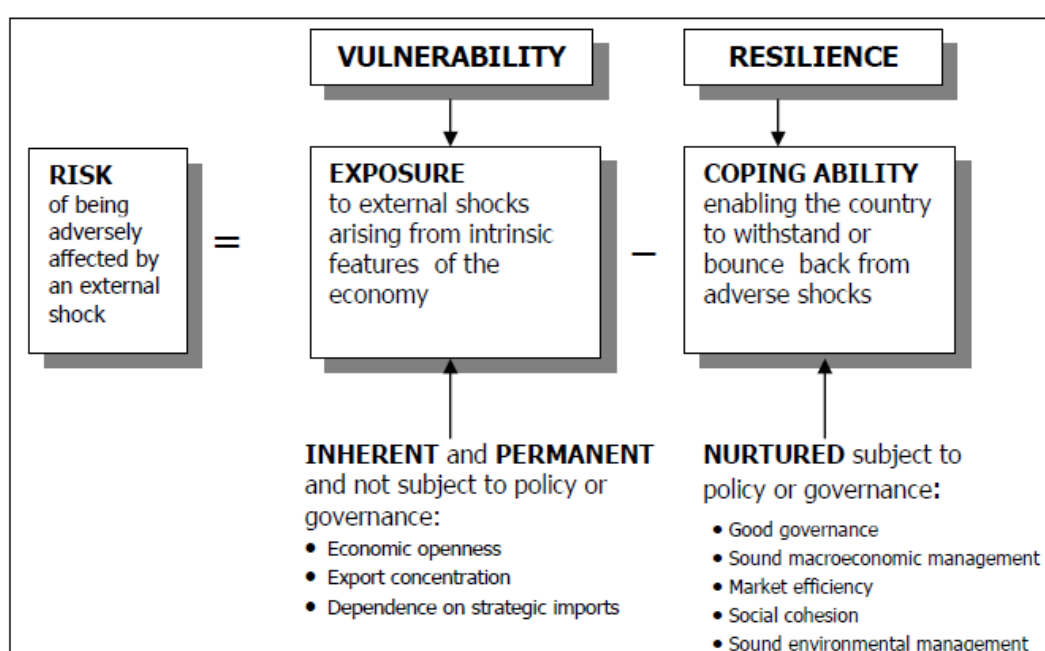 VULNERABILITY
RESILIENCE
RISK
of being
adversely
affected by
an external
shock
=
EXPOSURE
to external shocks
arising from intrinsic
features of the
economy
–
COPING ABILITY
enabling the country
to withstand or
bounce back from
adverse shocks
INHERENT and PERMANENT
and not subject to policy or
governance:
• Economic openness
• Export concentration
• Dependence on strategic imports
NURTURED subject to
policy or governance:
• Good governance
• Sound macroeconomic management
• Market efficiency
• Social cohesion
• Sound environmental management